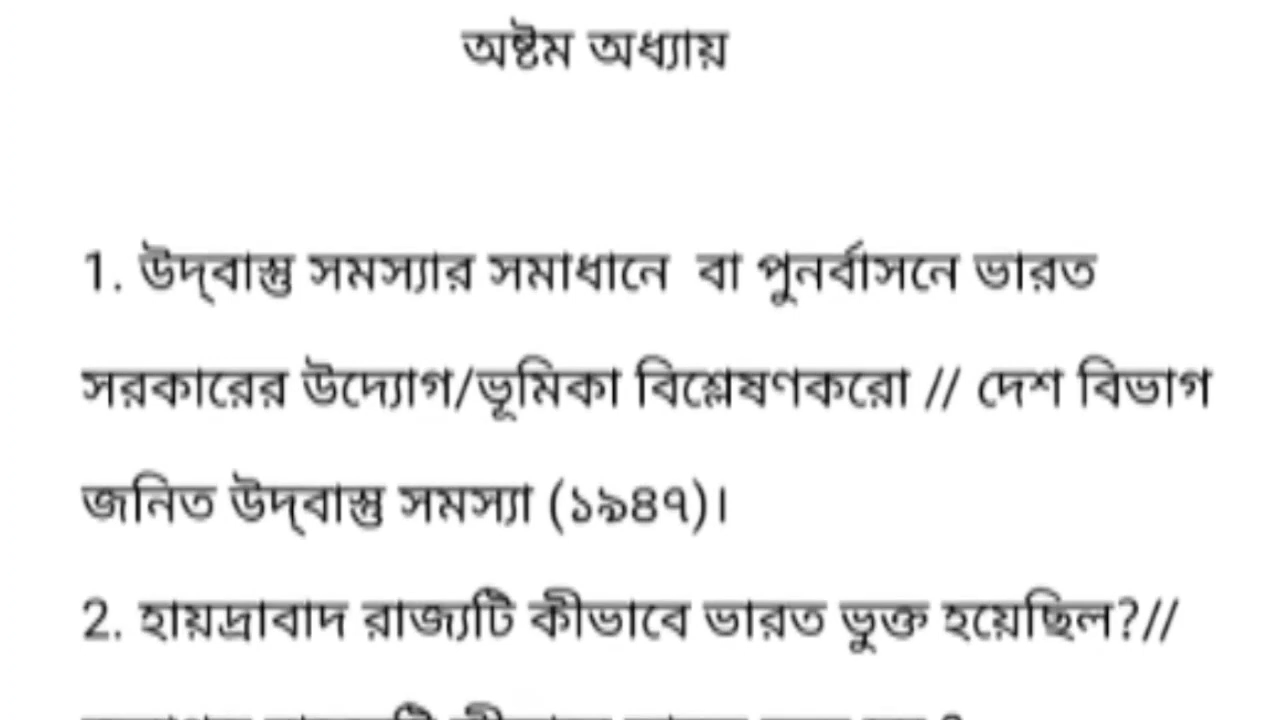 অষ্টম অধ্যায়
1. উদ্‌বাস্তু সমস্যার সমাধানে বা পুনর্বাসনে ভারত
সরকারের উদ্যোগ/ভূমিকা বিশ্লেষণকরো // দেশ বিভাগ
জনিত উদ্‌বাস্তু সমস্যা (১৯৪৭)।
2. হায়দ্রাবাদ রাজ্যটি কীভাবে ভারত ভুক্ত হয়েছিল?//